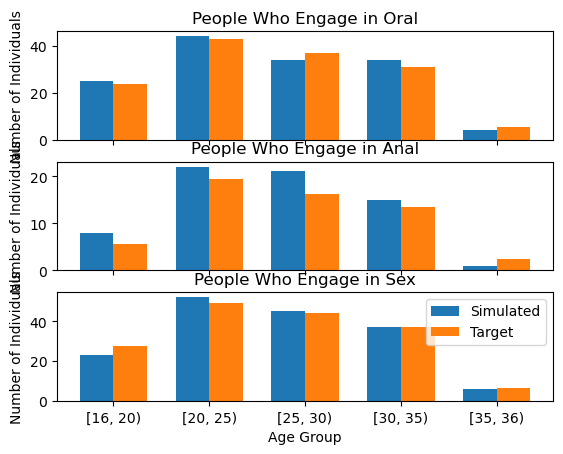 People Who Engage in Oral
Number of Individuals
40
20
0
People Who Engage in Anal
Number of Individuals
20
10
0
People Who Engage in Sex
Number of Individuals
40
20
0
Simulated
Target
[16, 20) [20, 25) [25, 30) [30, 35) [35, 36)
Age Group